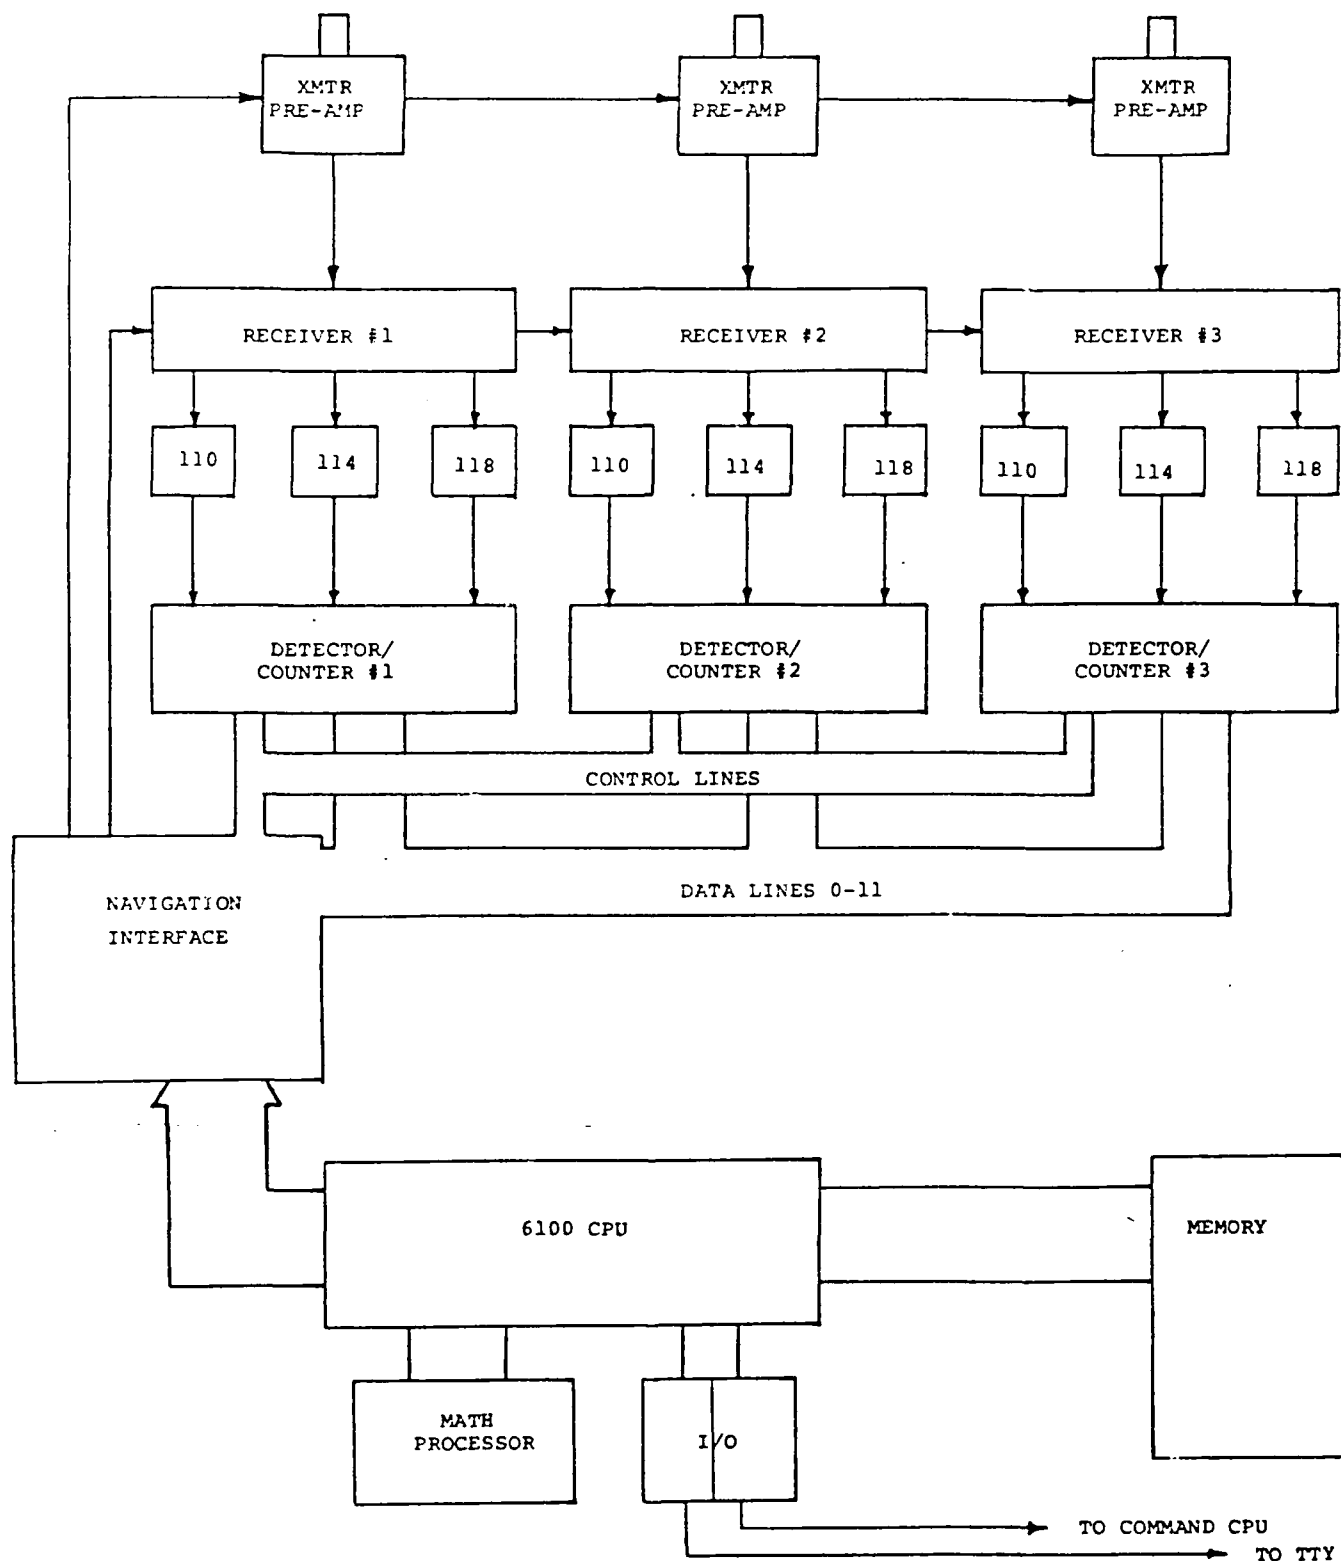 XMTR
PRE-AMP
XMTR
PRE-AMP
XMTR
PRE-AMP
RECEIVER #1
RECEIVER #2
RECEIVER #3
110
114
118
110
114
118
110
114
118
DETECTOR/
COUNTER #1
DETECTOR/
COUNTER #2
DETECTOR/
COUNTER #3
CONTROL LINES
DATA LINES 0-11
NAVIGATION
INTERFACE
6100 CPU
MEMORY
MATH
PROCESSOR
I/O
TO COMMAND CPU
TO TTY